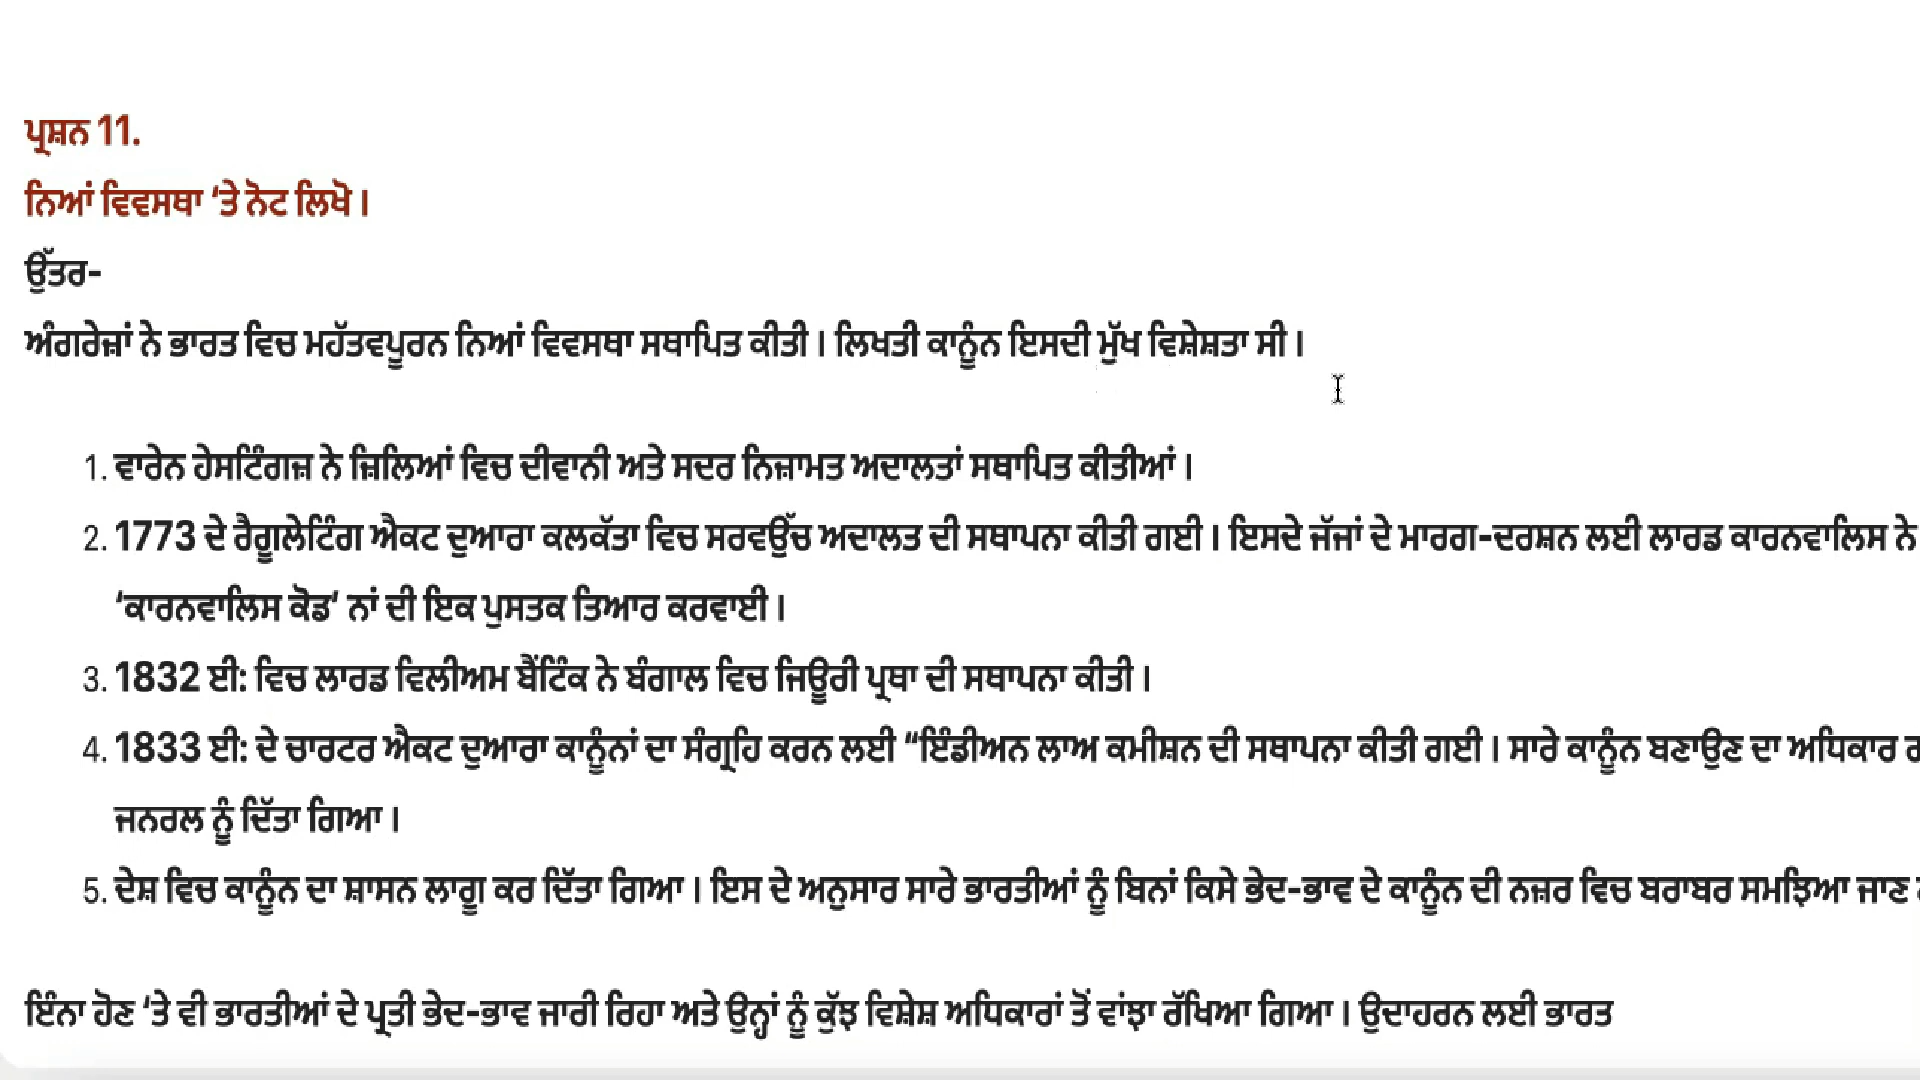 ਪ੍ਰਸ਼ਨ 11.
ਨਿਆਂ ਵਿਵਸਥਾ ‘ਤੇ ਨੋਟ ਲਿਖੋ ।
ਉੱਤਰ-
ਅੰਗਰੇਜ਼ਾਂ ਨੇ ਭਾਰਤ ਵਿਚ ਮਹੱਤਵਪੂਰਨ ਨਿਆਂ ਵਿਵਸਥਾ ਸਥਾਪਿਤ ਕੀਤੀ । ਲਿਖਤੀ ਕਾਨੂੰਨ ਇਸਦੀ ਮੁੱਖ ਵਿਸ਼ੇਸ਼ਤਾ ਸੀ ।
1. ਵਾਰੇਨ ਹੇਸਟਿੰਗਜ਼ ਨੇ ਜ਼ਿਲਿਆਂ ਵਿਚ ਦੀਵਾਨੀ ਅਤੇ ਸਦਰ ਨਿਜ਼ਾਮਤ ਅਦਾਲਤਾਂ ਸਥਾਪਿਤ ਕੀਤੀਆਂ ।
2. 1773 ਦੇ ਰੈਗੂਲੇਟਿੰਗ ਐਕਟ ਦੁਆਰਾ ਕਲਕੱਤਾ ਵਿਚ ਸਰਵਉੱਚ ਅਦਾਲਤ ਦੀ ਸਥਾਪਨਾ ਕੀਤੀ ਗਈ । ਇਸਦੇ ਜੱਜਾਂ ਦੇ ਮਾਰਗ-ਦਰਸ਼ਨ ਲਈ ਲਾਰਡ ਕਾਰਨਵਾਲਿਸ ਨੇ
‘ਕਾਰਨਵਾਲਿਸ ਕੋਡ‘ ਨਾਂ ਦੀ ਇਕ ਪੁਸਤਕ ਤਿਆਰ ਕਰਵਾਈ ।
3. 1832 ਈ: ਵਿਚ ਲਾਰਡ ਵਿਲੀਅਮ ਬੈਂਟਿੰਕ ਨੇ ਬੰਗਾਲ ਵਿਚ ਜਿਊਰੀ ਪ੍ਰਥਾ ਦੀ ਸਥਾਪਨਾ ਕੀਤੀ ।
4. 1833 ਈ: ਦੇ ਚਾਰਟਰ ਐਕਟ ਦੁਆਰਾ ਕਾਨੂੰਨਾਂ ਦਾ ਸੰਗ੍ਰਹਿ ਕਰਨ ਲਈ “ਇੰਡੀਅਨ ਲਾਅ ਕਮੀਸ਼ਨ ਦੀ ਸਥਾਪਨਾ ਕੀਤੀ ਗਈ । ਸਾਰੇ ਕਾਨੂੰਨ ਬਣਾਉਣ ਦਾ ਅਧਿਕਾਰ
ਜਨਰਲ ਨੂੰ ਦਿੱਤਾ ਗਿਆ ।
5. ਦੇਸ਼ ਵਿਚ ਕਾਨੂੰਨ ਦਾ ਸ਼ਾਸਨ ਲਾਗੂ ਕਰ ਦਿੱਤਾ ਗਿਆ । ਇਸ ਦੇ ਅਨੁਸਾਰ ਸਾਰੇ ਭਾਰਤੀਆਂ ਨੂੰ ਬਿਨਾਂ ਕਿਸੇ ਭੇਦ-ਭਾਵ ਦੇ ਕਾਨੂੰਨ ਦੀ ਨਜ਼ਰ ਵਿਚ ਬਰਾਬਰ ਸਮਝਿਆ ਜਾਣ
ਇੰਨਾ ਹੋਣ ‘ਤੇ ਵੀ ਭਾਰਤੀਆਂ ਦੇ ਪ੍ਰਤੀ ਭੇਦ-ਭਾਵ ਜਾਰੀ ਰਿਹਾ ਅਤੇ ਉਨ੍ਹਾਂ ਨੂੰ ਕੁੱਝ ਵਿਸ਼ੇਸ਼ ਅਧਿਕਾਰਾਂ ਤੋਂ ਵਾਂਝਾ ਰੱਖਿਆ ਗਿਆ । ਉਦਾਹਰਨ ਲਈ ਭਾਰਤ